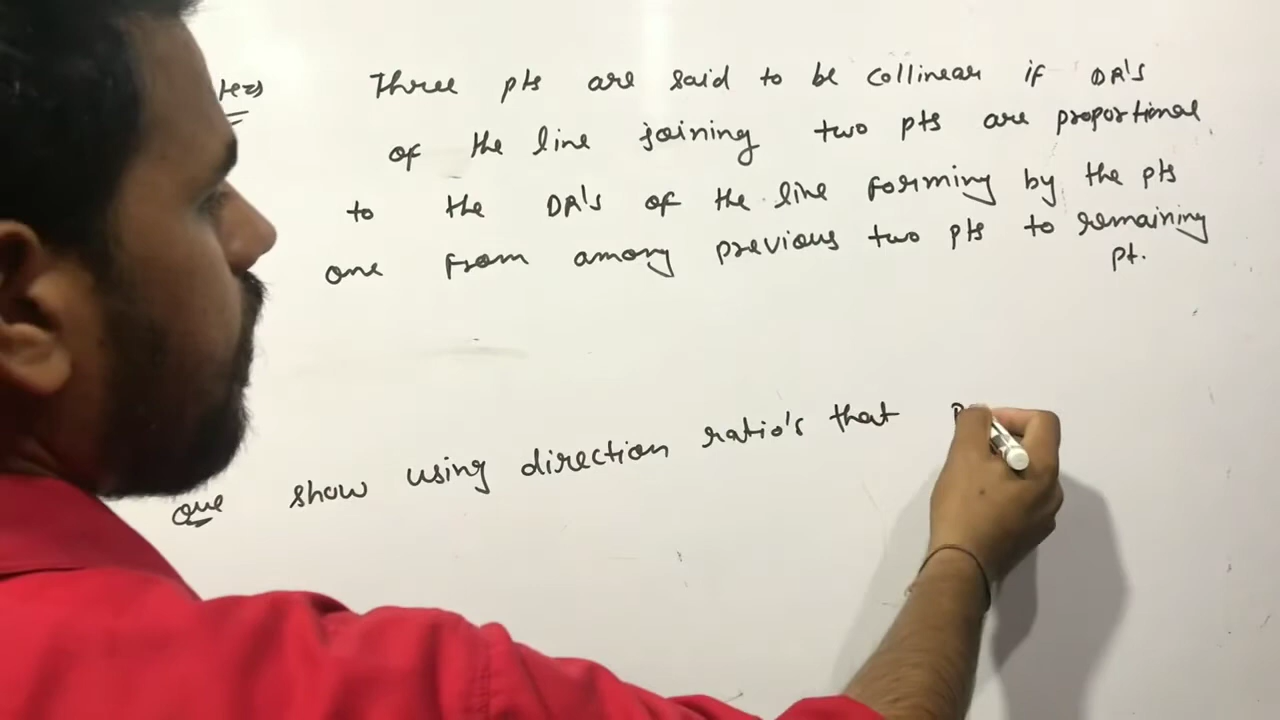 Three pts are said to be collinear if DR's
of the line joining two pts are proportional
to the DR's of the line forming by the pts
one from among previous two pts to remaining
pt.
Que show using direction ratio's that